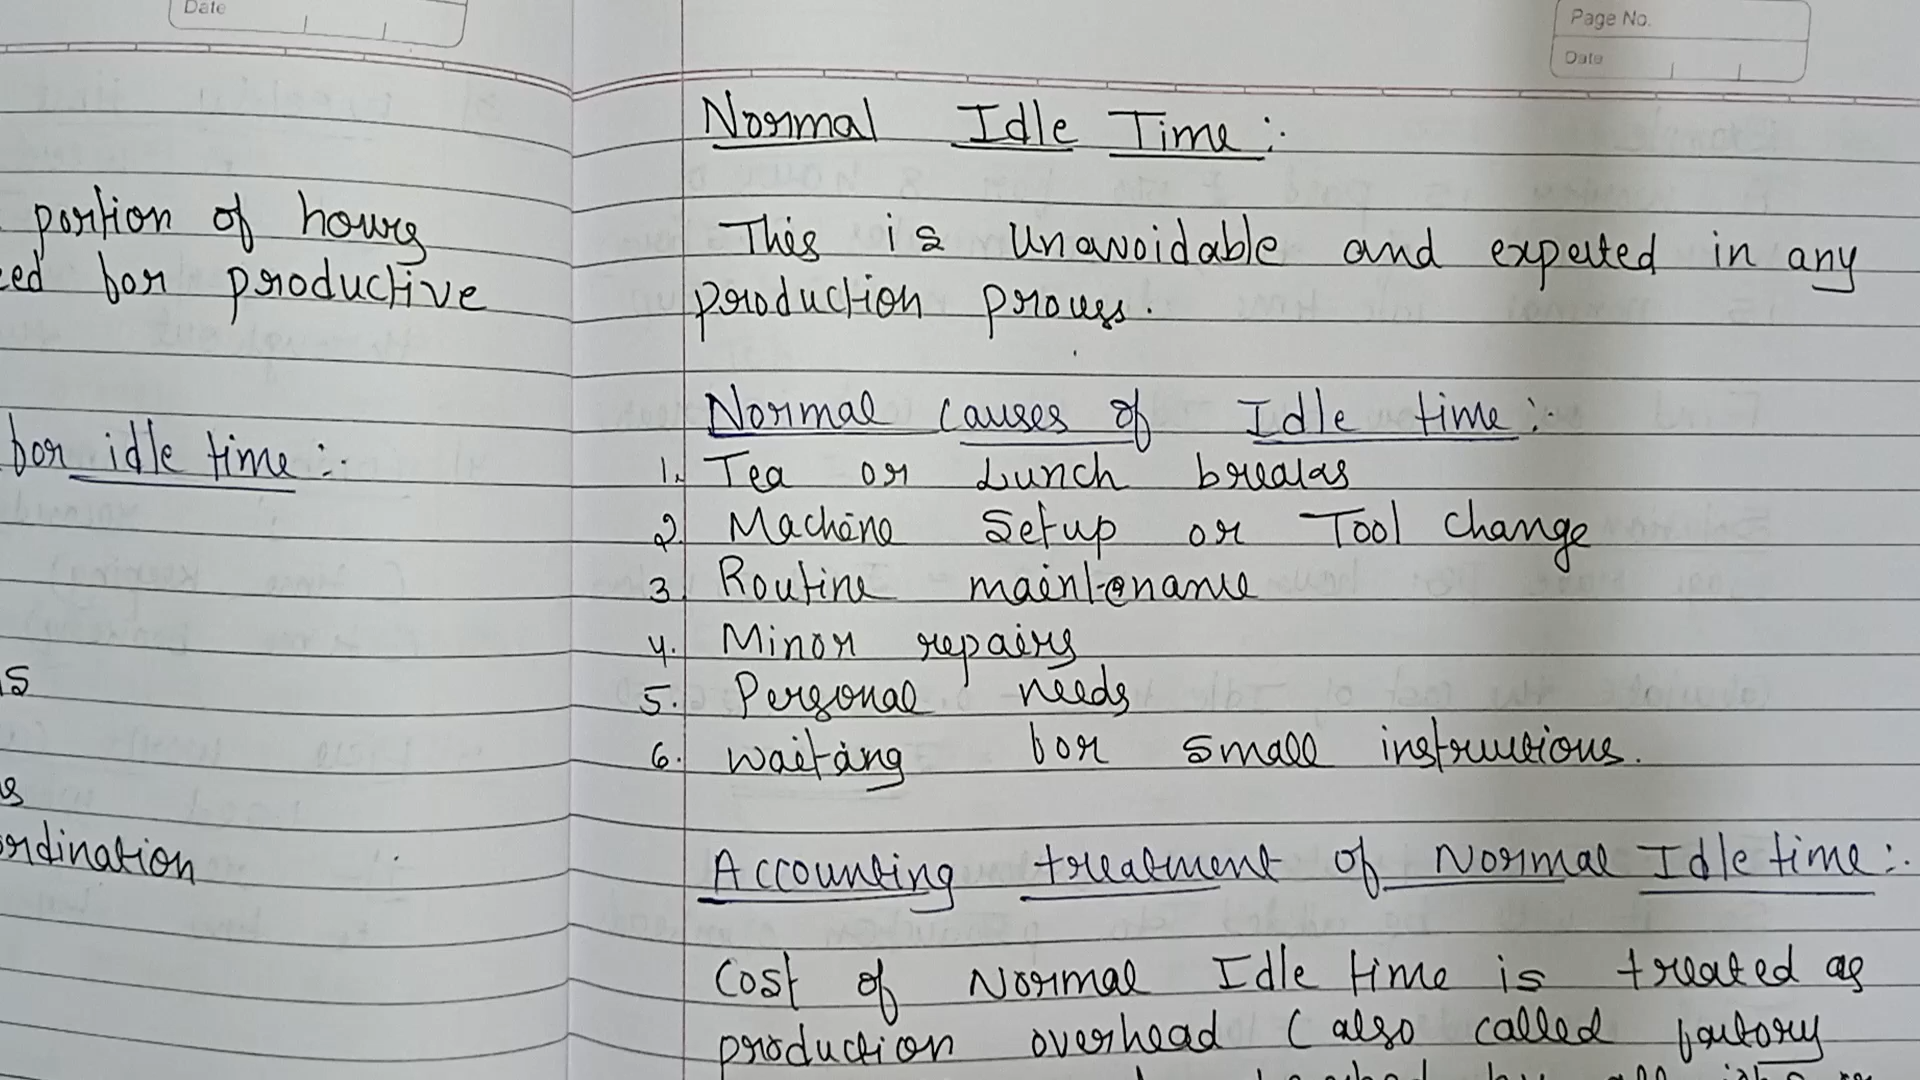 Date
portion of hours
ed for productive
for idle time:
ordination
Page No.
Date
Normal Idle Time:
This is unavoidable and expected in any
production process.
Normal causes of Idle time:
1. Tea or Lunch breaks
2. Machine Setup or Tool change
3. Routine maintenance
4. Minor repairs
5. Personal needs
6. waiting for small instructions.
Accounting treatment of Normal Idle time:
Cost of Normal Idle time is treated as
production overhead (also called factory